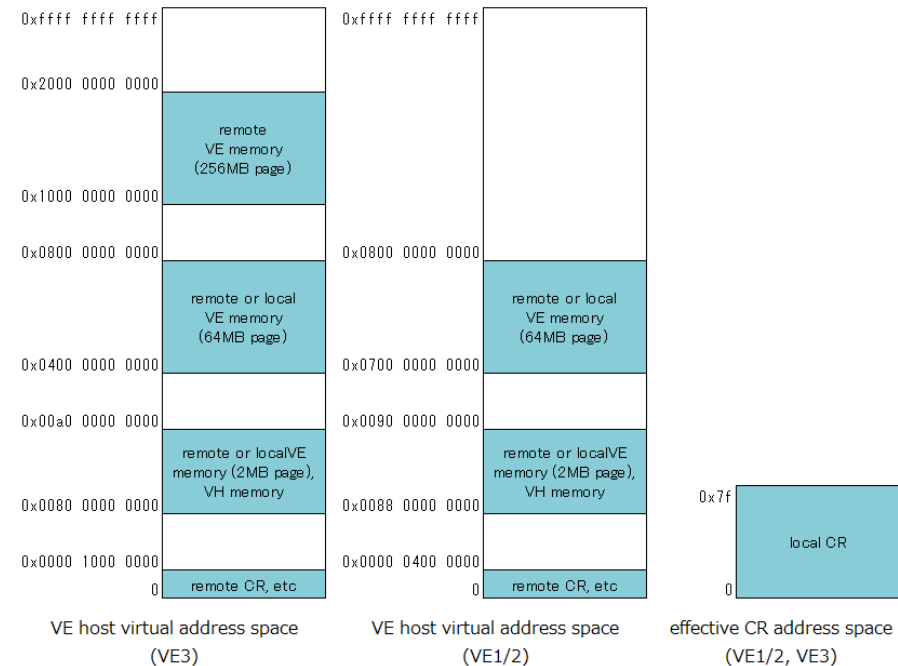 0xffff ffff ffff
0x2000 0000 0000
remote
VE memory
(256MB page)
0x1000 0000 0000
0x0800 0000 0000
remote or local
VE memory
(64MB page)
0x0400 0000 0000
0x00a0 0000 0000
remote or localVE
memory (2MB page),
VH memory
0x0080 0000 0000
0x0000 1000 0000
remote CR, etc
0
VE host virtual address space
(VE3)
0xffff ffff ffff
0x0800 0000 0000
remote or local
VE memory
(64MB page)
0x0700 0000 0000
0x0090 0000 0000
remote or localVE
memory (2MB page),
VH memory
0x0088 0000 0000
0x0000 0400 0000
remote CR, etc
0
VE host virtual address space
(VE1/2)
0x7f
local CR
0
effective CR address space
(VE1/2, VE3)